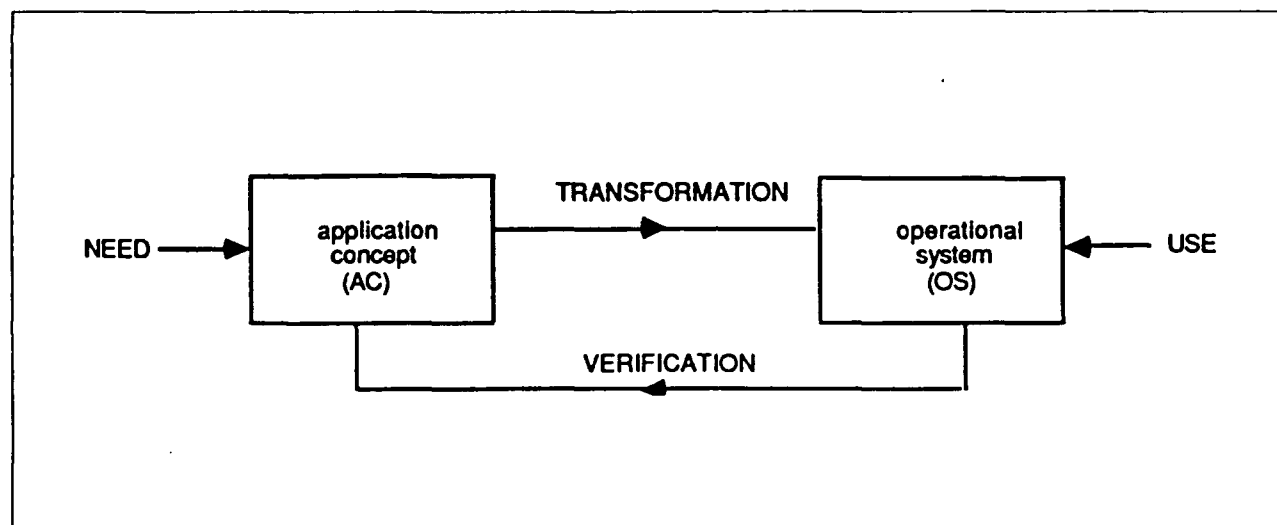 TRANSFORMATION
NEED
application
concept
(AC)
operational
system
(OS)
USE
VERIFICATION